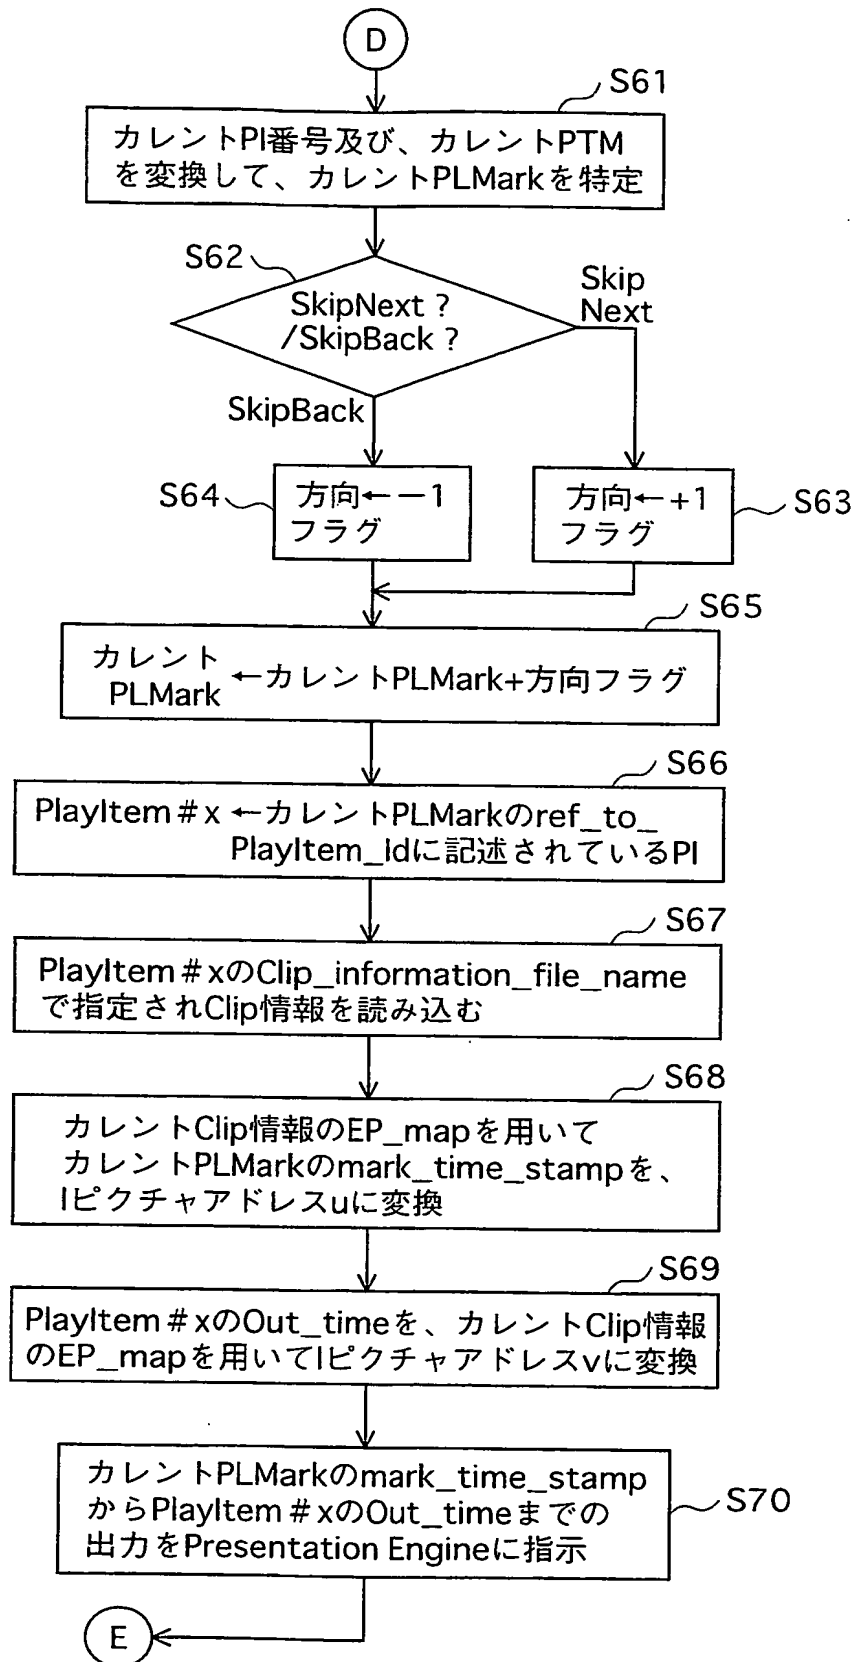 D
S61
カレントPI番号及び、カレントPTM
を変換して、カレントPLMarkを特定
S62
SkipNext ?
/SkipBack ?
Skip
Next
SkipBack
S64
方向←−1
フラグ
方向←+1
フラグ
S63
S65
カレント
PLMark
←カレントPLMark+方向フラグ
S66
PlayItem#x ←カレントPLMarkのref_to_
PlayItem_Idに記述されているPI
S67
PlayItem#xのClip_information_file_name
で指定されClip情報を読み込む
S68
カレントClip情報のEP_mapを用いて
カレントPLMarkのmark_time_stampを、
Iピクチャアドレスuに変換
S69
PlayItem#xのOut_timeを、カレントClip情報
のEP_mapを用いてIピクチャアドレスvに変換
カレントPLMarkのmark_time_stamp
からPlayItem#xのOut_timeまでの
出力をPresentation Engineに指示
S70
E